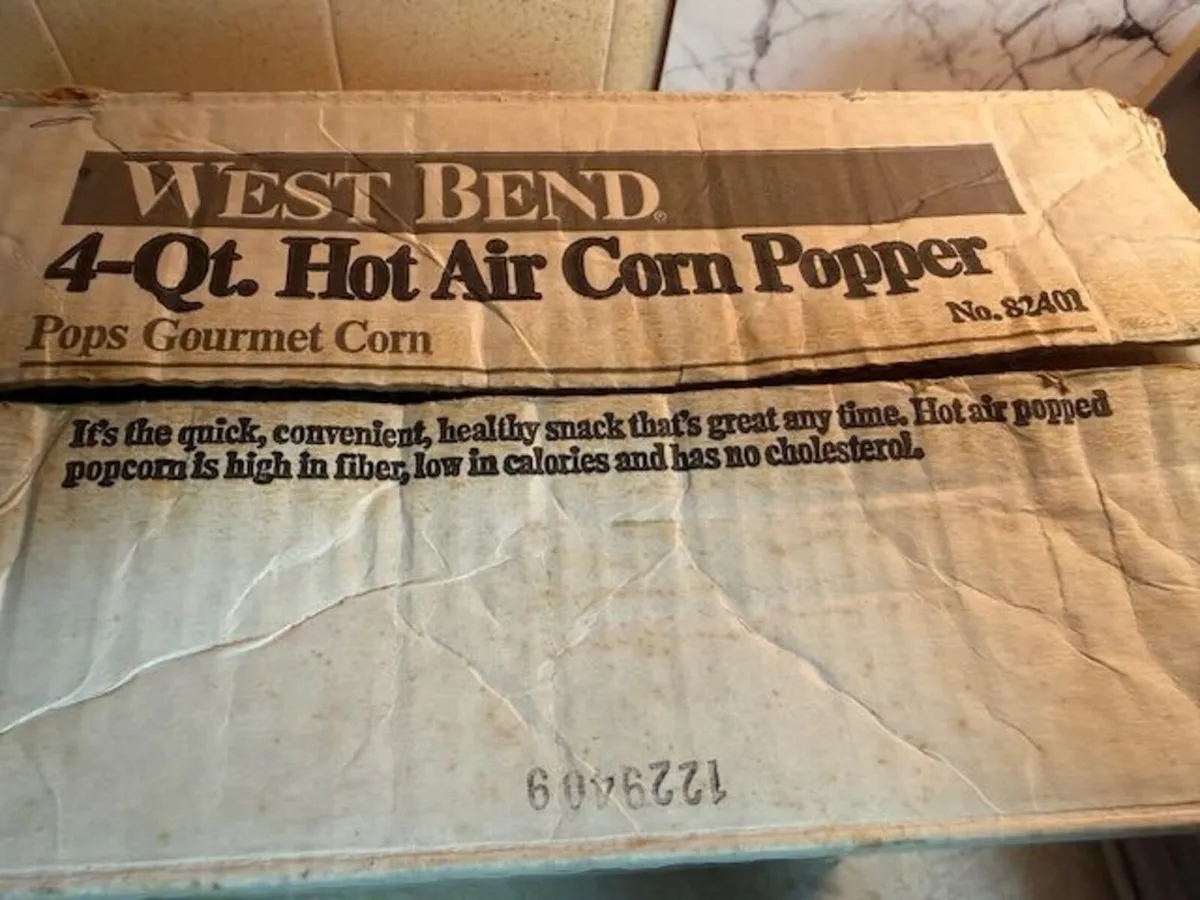 WEST BEND®
4-Qt. Hot Air Corn Popper
No. 82401
Pops Gourmet Corn
It's the quick, convenient, healthy snack that's great any time. Hot air popped
popcorn is high in fiber, low in calories and has no cholesterol.
1229409